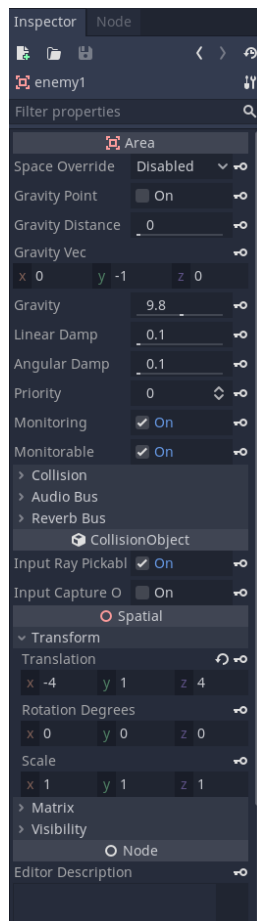 Inspector Node
enemy1
Filter properties
Area
Space Override Disabled
Gravity Point On
Gravity Distance 0
Gravity Vec
x 0 y -1 z 0
Gravity 9.8
Linear Damp 0.1
Angular Damp 0.1
Priority 0
Monitoring On
Monitorable On
Collision
Audio Bus
Reverb Bus
CollisionObject
Input Ray Pickabl On
Input Capture O On
Spatial
Transform
Translation
x -4 y 1 z 4
Rotation Degrees
x 0 y 0 z 0
Scale
x 1 y 1 z 1
Matrix
Visibility
Node
Editor Description